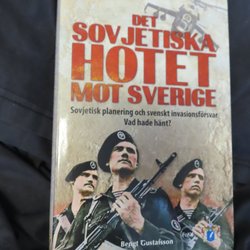 DET
SOVJETISKA
HOTET
MOT SVERIGE
Sovjetisk planering och svenskt invasionsförsvar
Vad hade hänt?
Bengt Gustafsson